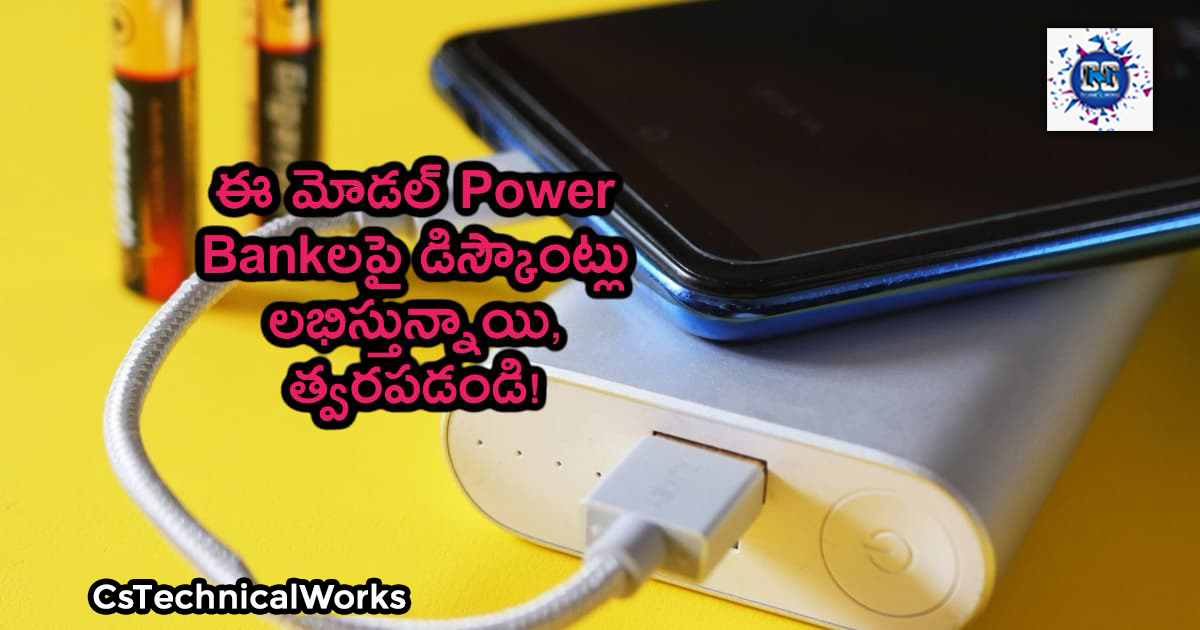 ఈ మోడల్ Power
Bankలపై డిస్కౌంట్లు
లభిస్తున్నాయి,
త్వరపడండి!
CsTechnicalWorks